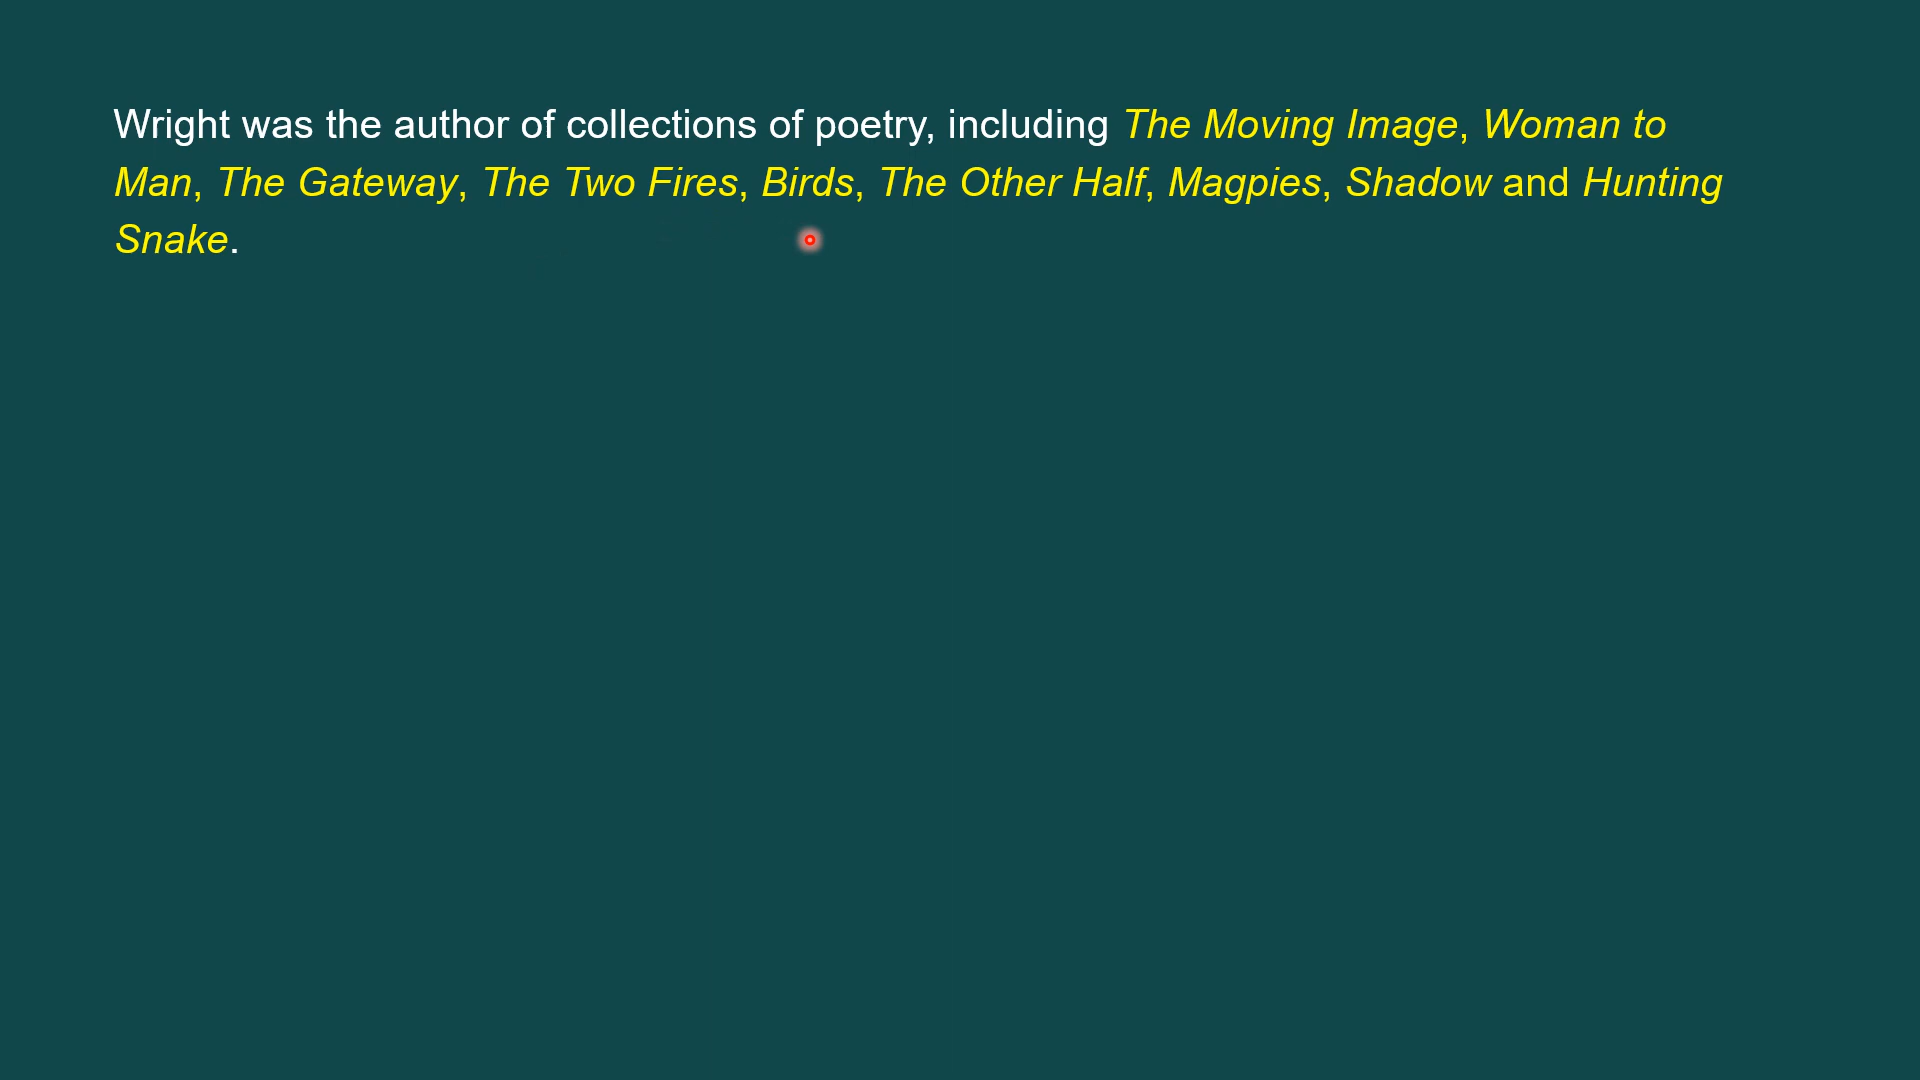 Wright was the author of collections of poetry, including The Moving Image, Woman to
Man, The Gateway, The Two Fires, Birds, The Other Half, Magpies, Shadow and Hunting
Snake.